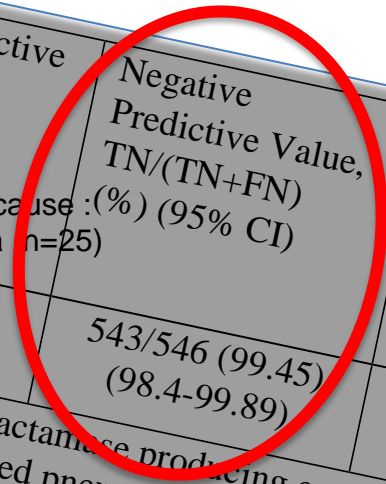 ctive
Negative
Predictive Value,
TN/(TN+FN)
(%) (95% CI)
cause :
n=25)
543/546 (99.45)
(98.4-99.89)
actamase producing
ed